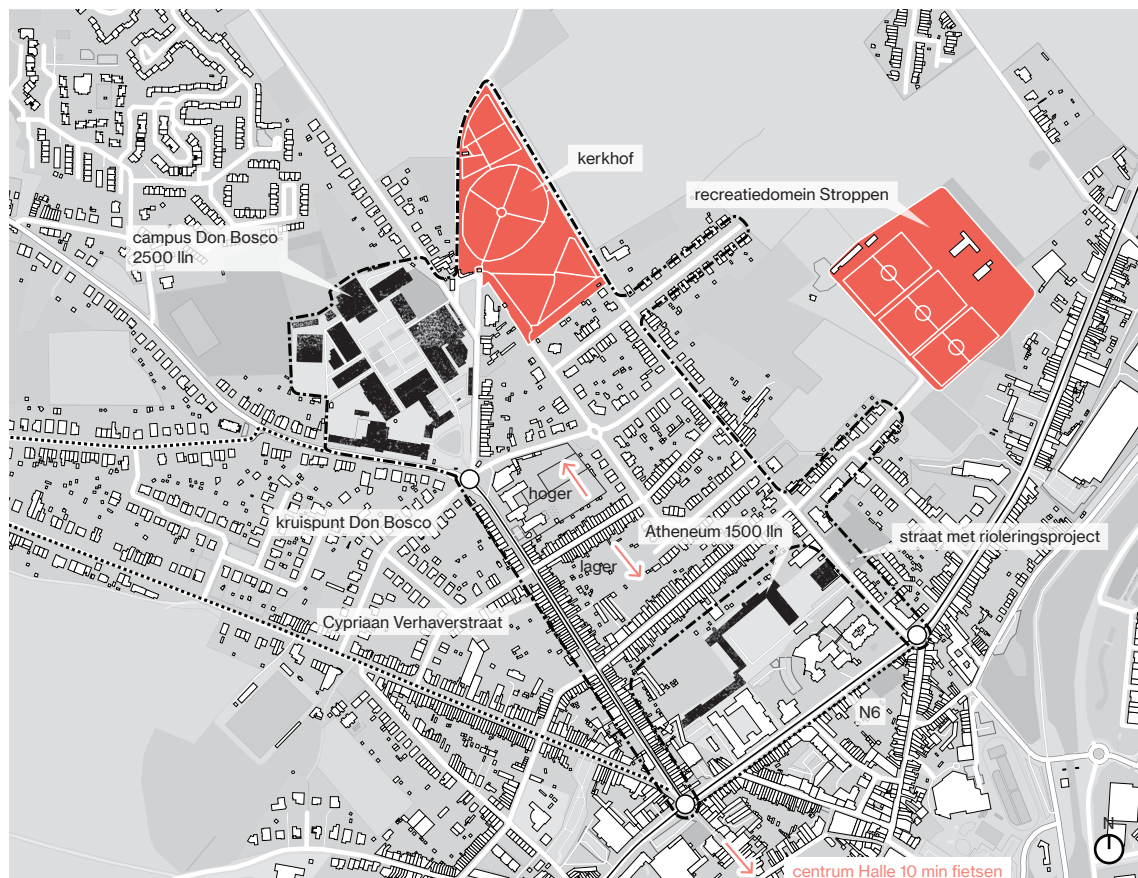 kerkhof
recreatiedomein Stroppen
campus Don Bosco
2500 lln
hoger
kruispunt Don Bosco
Atheneum 1500 lln
straat met rioleringsproject
lager
Cypriaan Verhaverstraat
N6
centrum Halle 10 min fietsen